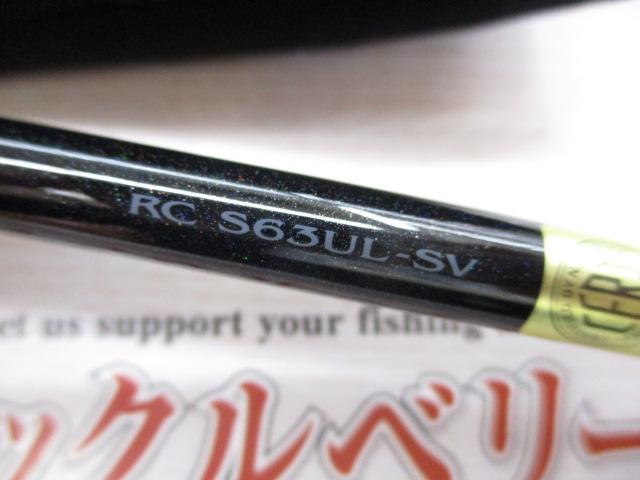 RC S63UL-SV
et us support your fishing
ックルベリー